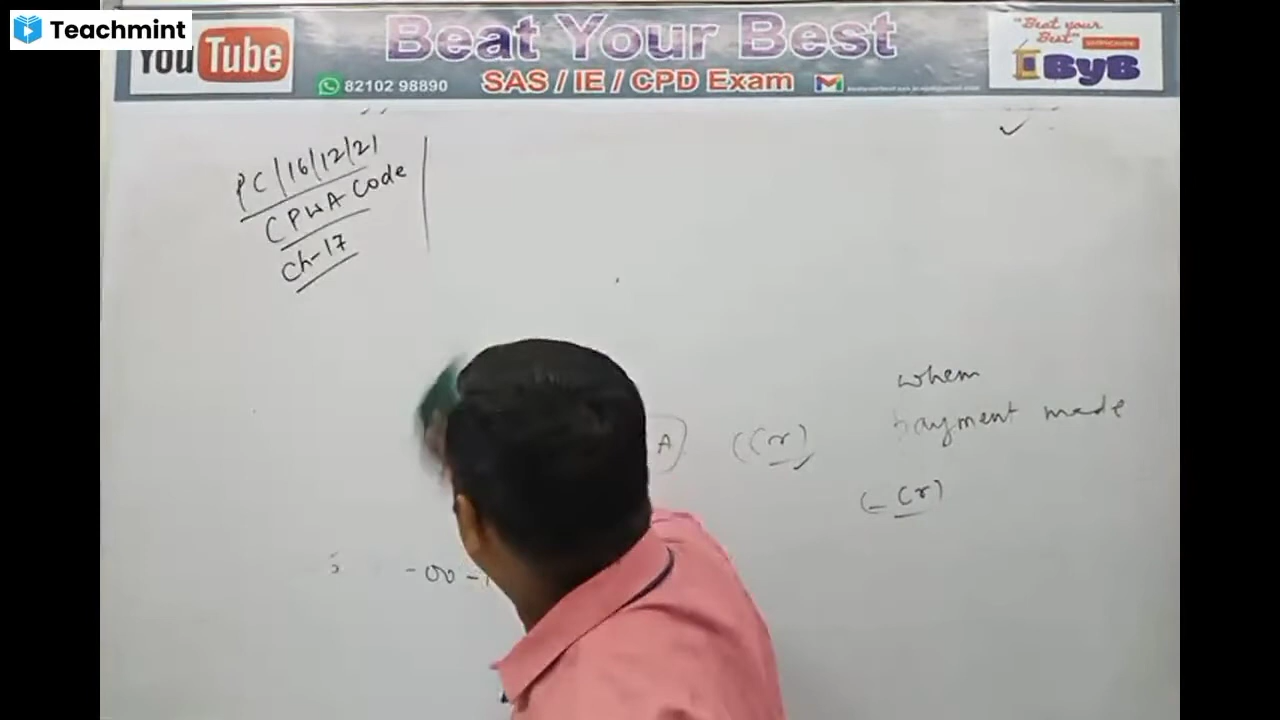 Teachmint
YouTube
Beat Your Best
SAS / IE / CPD Exam
82102 98890
"Beat your
Best"
ByB
PC/16/12/21
CPWA Code
Ch-17
when
payment made
A
(Cr)
(-Cr)
-00-